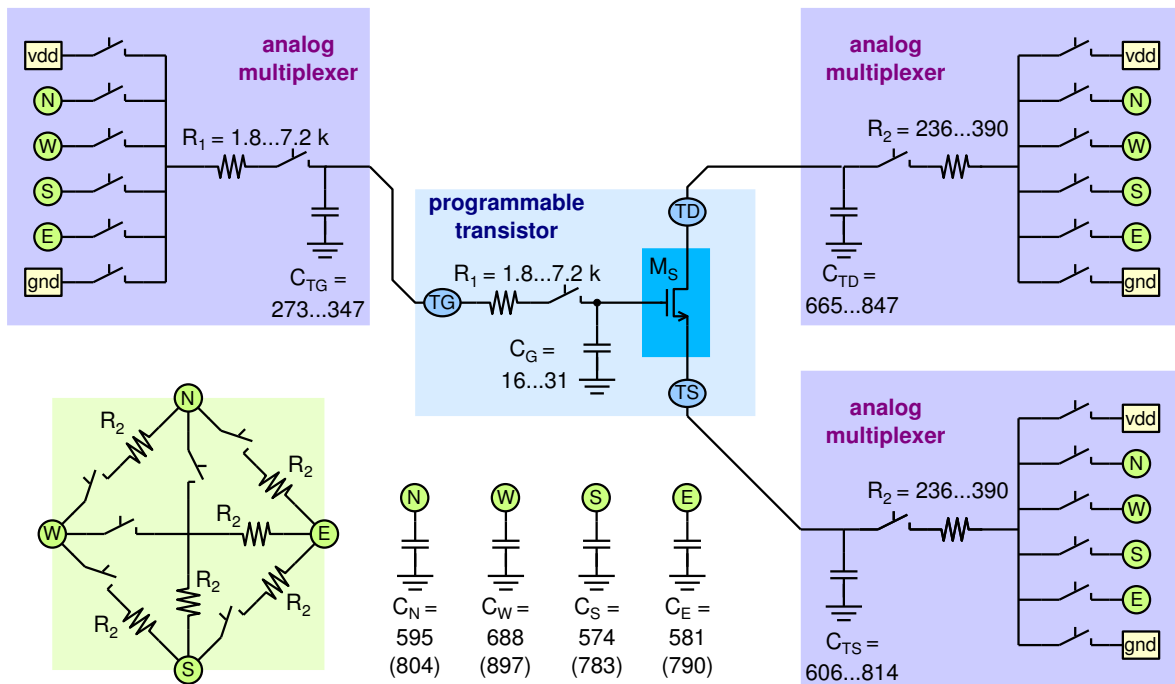 analog
multiplexer
vdd
N
W
S
E
gnd
R1 = 1.8...7.2 k
CTG =
273...347
programmable
transistor
R1 = 1.8...7.2 k
TG
TD
MS
TS
CG =
16...31
analog
multiplexer
R2 = 236...390
vdd
N
W
S
E
gnd
CTD =
665...847
analog
multiplexer
R2 = 236...390
vdd
N
W
S
E
gnd
CTS =
606...814
N
R2
R2
W
R2
E
R2
R2
R2
S
N
W
S
E
CN =
595
(804)
CW =
688
(897)
CS =
574
(783)
CE =
581
(790)